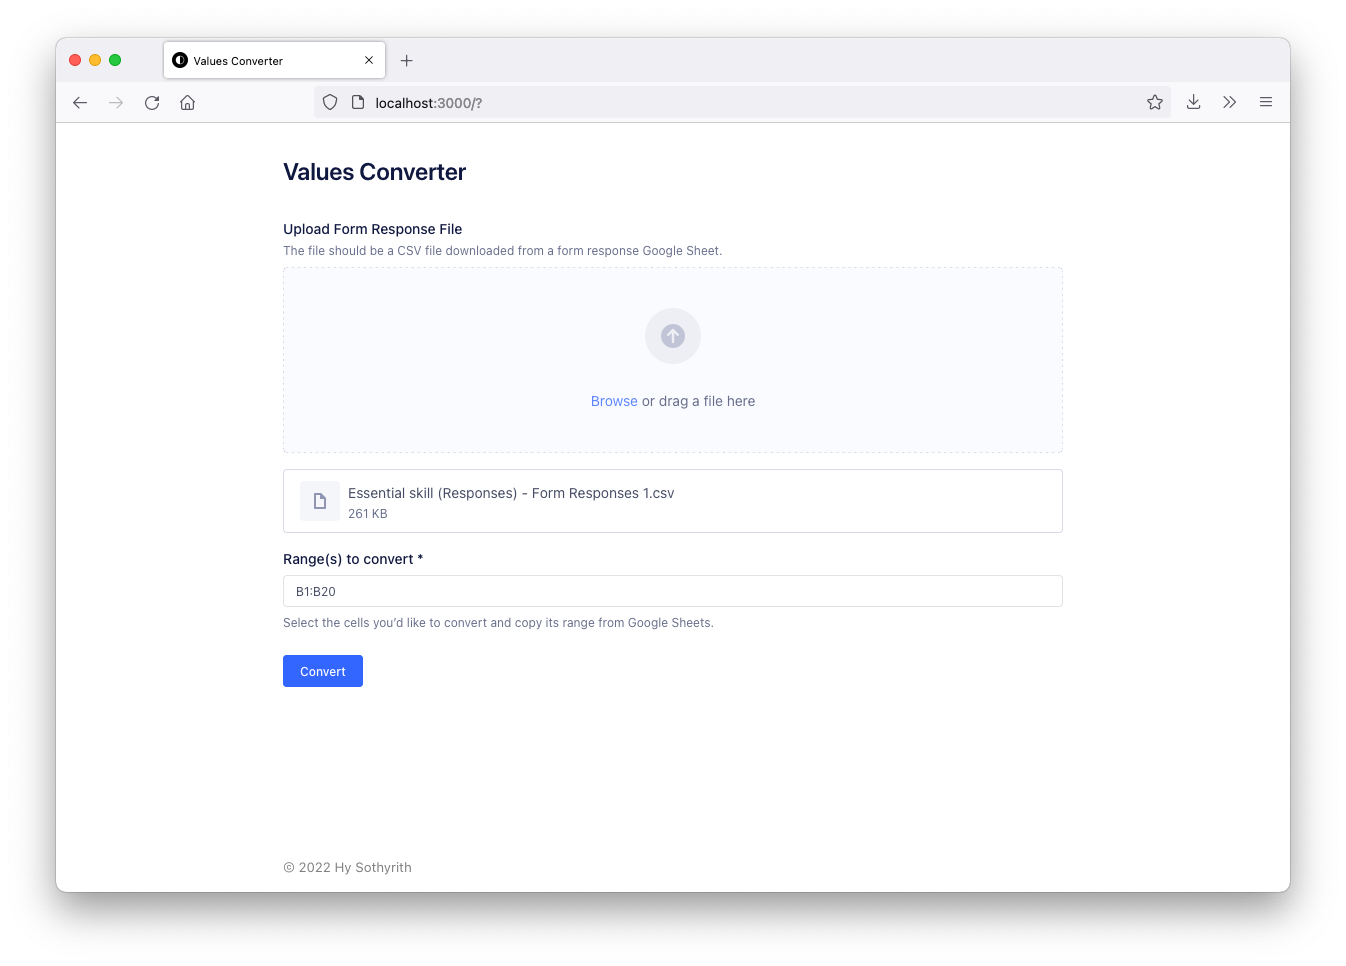 Values Converter
localhost:3000/?
Values Converter
Upload Form Response File
The file should be a CSV file downloaded from a form response Google Sheet.
Browse or drag a file here
Essential skill (Responses) - Form Responses 1.csv
261 KB
Range(s) to convert *
B1:B20
Select the cells you’d like to convert and copy its range from Google Sheets.
Convert
© 2022 Hy Sothyrith